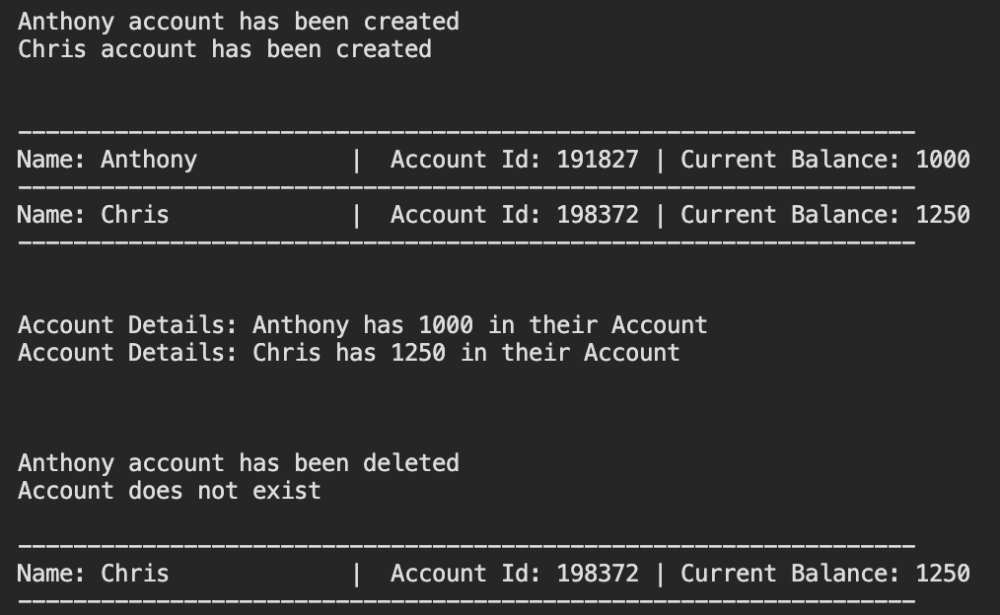 Anthony account has been created
Chris account has been created
-----------------------------------------------------------------
Name: Anthony           |  Account Id: 191827 | Current Balance: 1000
-----------------------------------------------------------------
Name: Chris             |  Account Id: 198372 | Current Balance: 1250
-----------------------------------------------------------------
Account Details: Anthony has 1000 in their Account
Account Details: Chris has 1250 in their Account
Anthony account has been deleted
Account does not exist
-----------------------------------------------------------------
Name: Chris             |  Account Id: 198372 | Current Balance: 1250
-----------------------------------------------------------------